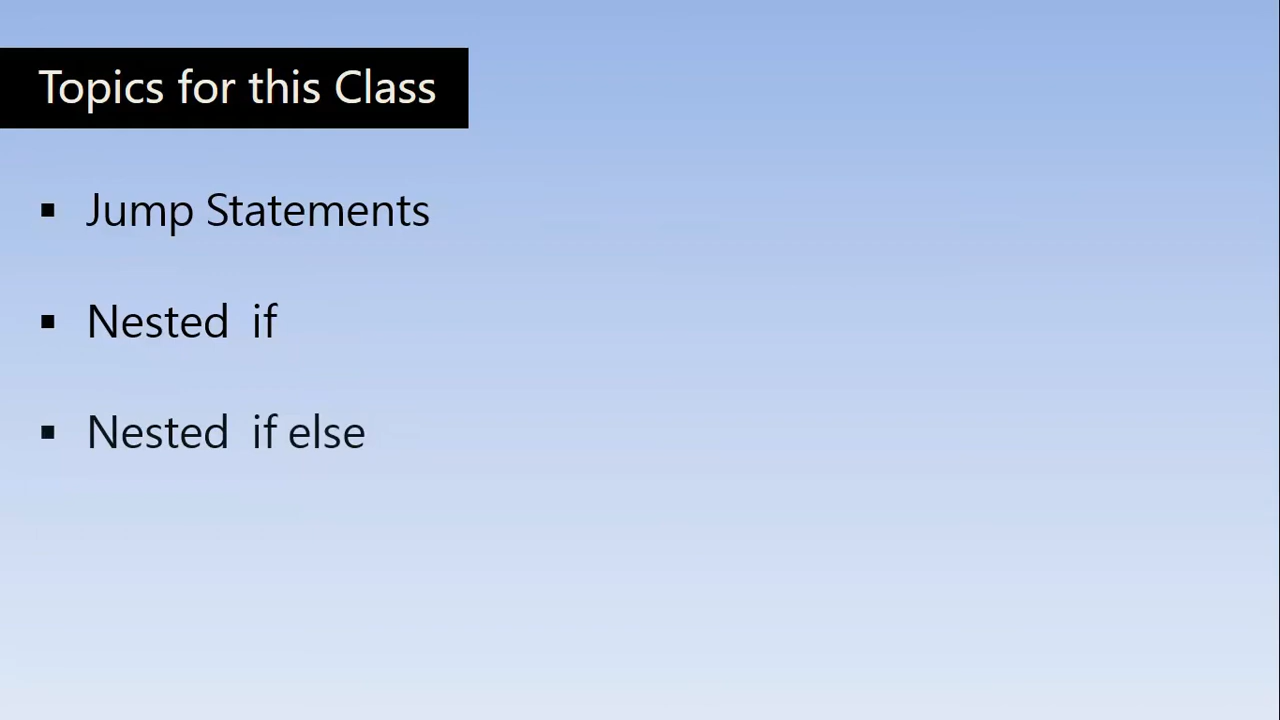 Topics for this Class
▪ Jump Statements
▪ Nested if
▪ Nested if else